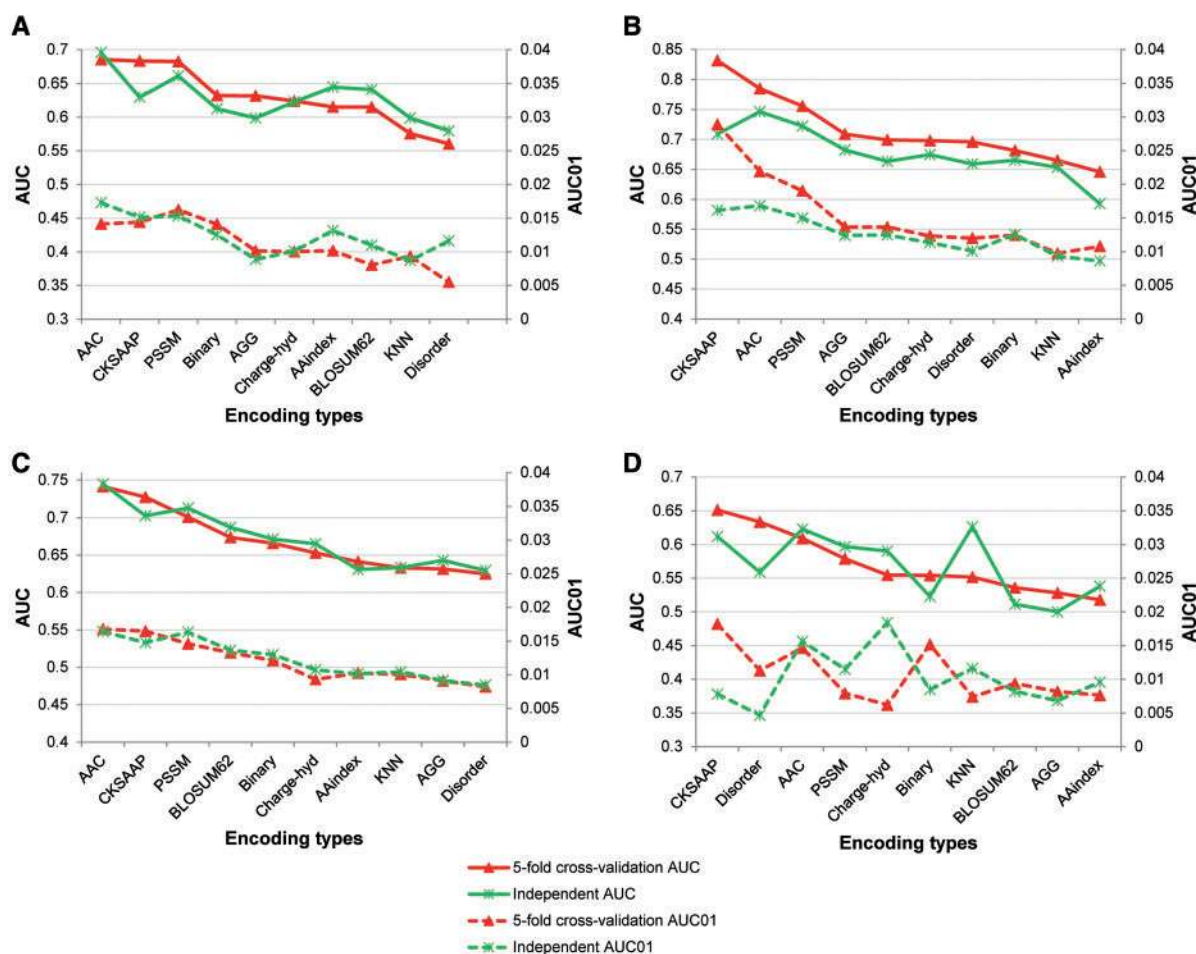 A
0.7
0.65
0.6
0.55
0.5
0.45
0.4
0.35
0.3
AUC
0.04
0.035
0.03
0.025
0.02
0.015
0.01
0.005
0
AUC01
AAC
CKSAAP
PSSM
Binary
AGG
Charge-hyd
AAindex
BLOSUM62
KNN
Disorder
Encoding types
B
0.85
0.8
0.75
0.7
0.65
0.6
0.55
0.5
0.45
0.4
AUC
0.04
0.035
0.03
0.025
0.02
0.015
0.01
0.005
0
AUC01
CKSAAP
AAC
PSSM
AGG
BLOSUM62
Charge-hyd
Disorder
Binary
KNN
AAindex
Encoding types
C
0.75
0.7
0.65
0.6
0.55
0.5
0.45
0.4
AUC
0.04
0.035
0.03
0.025
0.02
0.015
0.01
0.005
0
AUC01
AAC
CKSAAP
PSSM
BLOSUM62
Binary
Charge-hyd
AAindex
KNN
AGG
Disorder
Encoding types
D
0.7
0.65
0.6
0.55
0.5
0.45
0.4
0.35
0.3
AUC
0.04
0.035
0.03
0.025
0.02
0.015
0.01
0.005
0
AUC01
CKSAAP
Disorder
AAC
PSSM
Charge-hyd
Binary
KNN
BLOSUM62
AGG
AAindex
Encoding types
5-fold cross-validation AUC
Independent AUC
5-fold cross-validation AUC01
Independent AUC01